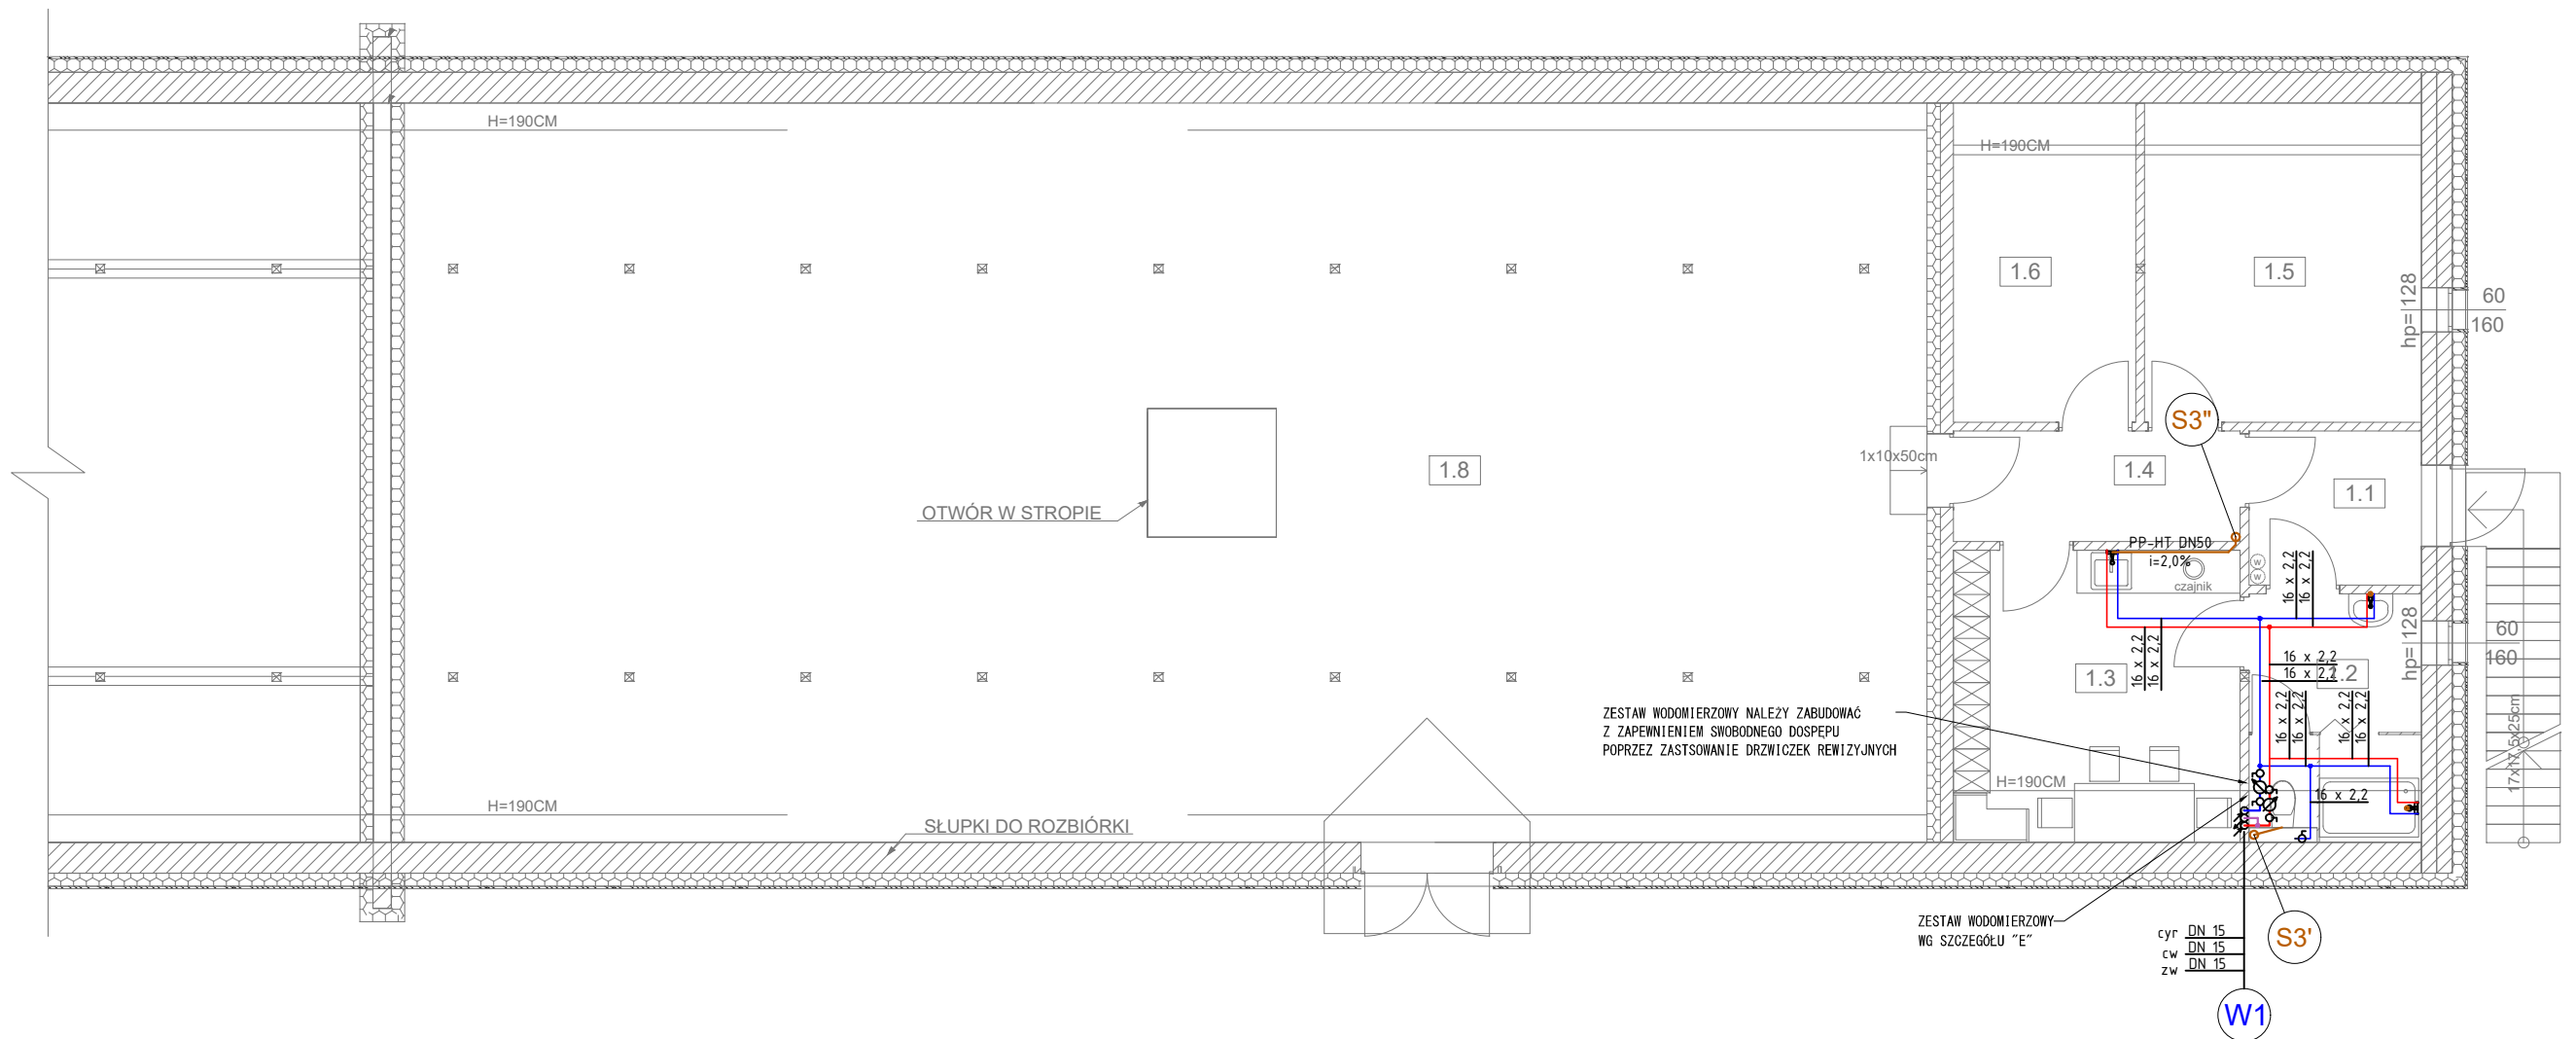 H=190CM
H=190CM
1.6
1.5
hp=128
60
160
S3"
1x10x50cm
1.8
1.4
1.1
OTWÓR W STROPIE
PP-HT DN50
i=2,0%
czajnik
W
W
16 x 2,2
16 x 2,2
hp=128
60
160
16 x 2,2
16 x 2,2
16 x 2,2
16 x 2,2
1.3
1.2
16 x 2,2
16 x 2,2
16 x 2,2
16 x 2,2
ZESTAW WODOMIERZOWY NALEŻY ZABUDOWAĆ
Z ZAPEWNIENIEM SWOBODNEGO DOSPĘPU
POPRZEZ ZASTSOWANIE DRZWICZEK REWIZYJNYCH
17x17,5x25cm
H=190CM
H=190CM
16 x 2,2
SŁUPKI DO ROZBIÓRKI
ZESTAW WODOMIERZOWY
WG SZCZEGÓŁU "E"
cyr DN 15
cw DN 15
zw DN 15
S3'
W1